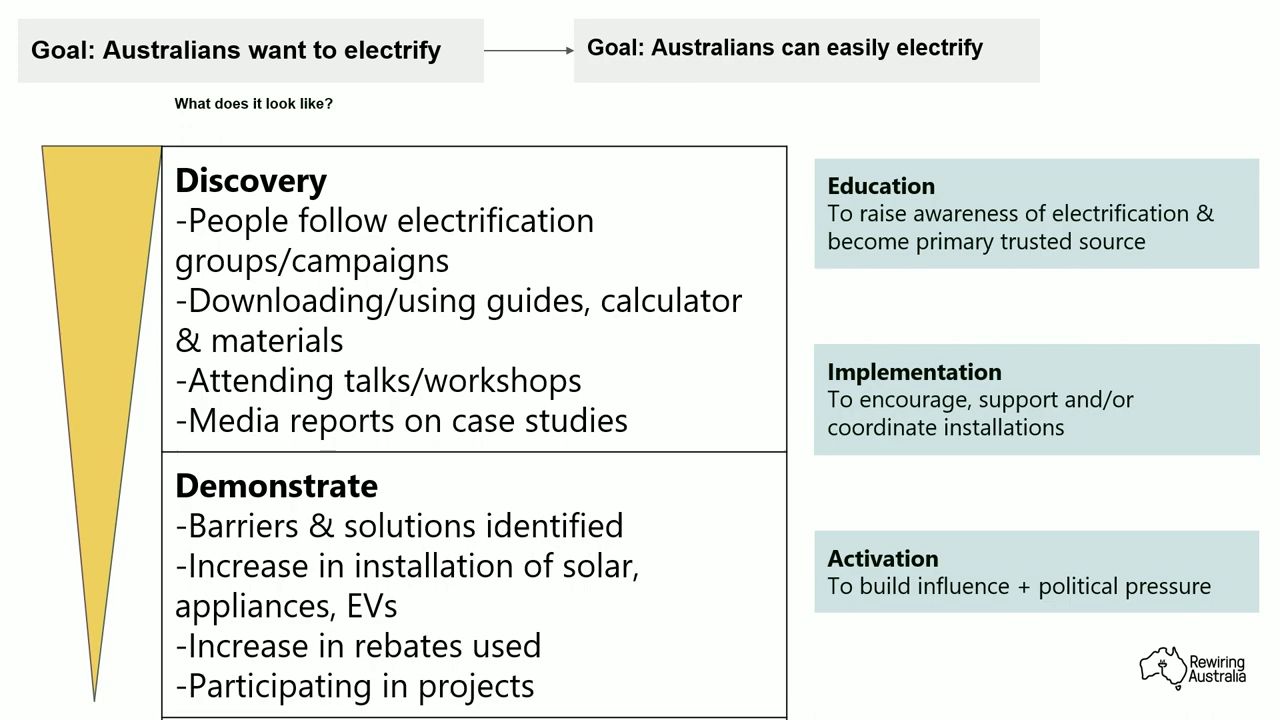 Goal: Australians want to electrify
Goal: Australians can easily electrify
What does it look like?
Discovery
-People follow electrification
groups/campaigns
-Downloading/using guides, calculator
& materials
-Attending talks/workshops
-Media reports on case studies
Demonstrate
-Barriers & solutions identified
-Increase in installation of solar,
appliances, EVs
-Increase in rebates used
-Participating in projects
Education
To raise awareness of electrification &
become primary trusted source
Implementation
To encourage, support and/or
coordinate installations
Activation
To build influence + political pressure
Rewiring
Australia